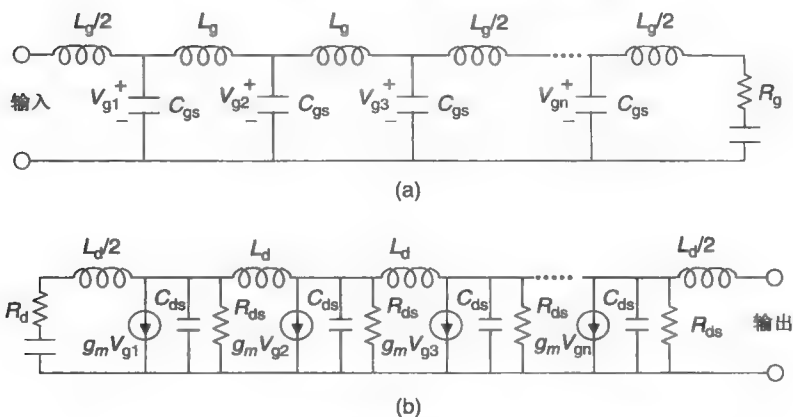 Lg/2 Lg Lg Lg/2 Lg/2
输入 Vg1 + − Cgs Vg2 + − Cgs Vg3 + − Cgs Vgn + − Cgs Rg
(a)
Ld/2 Ld Ld Ld/2
Rd Cds Rds Cds Rds Cds Rds Cds Rds 输出
gmVg1 gmVg2 gmVg3 gmVgn
(b)